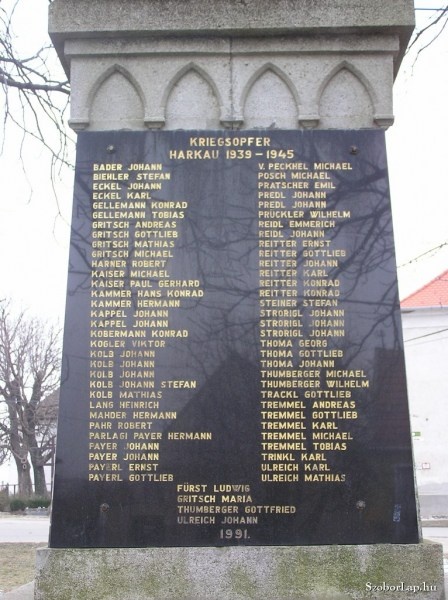 KRIEGSOPFER
HARKAU 1939 – 1945
BADER JOHANN
BIEHLER STEFAN
ECKEL JOHANN
ECKEL KARL
GELLEMANN KONRAD
GELLEMANN TOBIAS
GRITSCH ANDREAS
GRITSCH GOTTLIEB
GRITSCH MATHIAS
GRITSCH MICHAEL
HARNER ROBERT
KAISER MICHAEL
KAISER PAUL GERHARD
KAMMER HANS KONRAD
KAMMER HERMANN
KAPPEL JOHANN
KAPPEL JOHANN
KOBERMANN KONRAD
KOGLER VIKTOR
KOLB JOHANN
KOLB JOHANN
KOLB JOHANN
KOLB JOHANN STEFAN
KOLB MATHIAS
LANG HEINRICH
MAHDER HERMANN
PAHR ROBERT
PARLAGI PAYER HERMANN
PAYER JOHANN
PAYER JOHANN
PAYERL ERNST
PAYERL GOTTLIEB
V. PECKHEL MICHAEL
POSCH MICHAEL
PRATSCHER EMIL
PREDL JOHANN
PREDL JOHANN
PRÜCKLER WILHELM
REIDL EMMERICH
REIDL JOHANN
REITTER ERNST
REITTER GOTTLIEB
REITTER JOHANN
REITTER KARL
REITTER KONRAD
REITTER KONRAD
STEINER STEFAN
STRORIGL JOHANN
STRORIGL JOHANN
STRORIGL JOHANN
THOMA GEORG
THOMA GOTTLIEB
THOMA JOHANN
THUMBERGER MICHAEL
THUMBERGER WILHELM
TRACKL GOTTLIEB
TREMMEL ANDREAS
TREMMEL GOTTLIEB
TREMMEL KARL
TREMMEL MICHAEL
TREMMEL TOBIAS
TRINKL KARL
ULREICH KARL
ULREICH MATHIAS
FÜRST LUDWIG
GRITSCH MARIA
THUMBERGER GOTTFRIED
ULREICH JOHANN
1991.
SzoborLap.hu